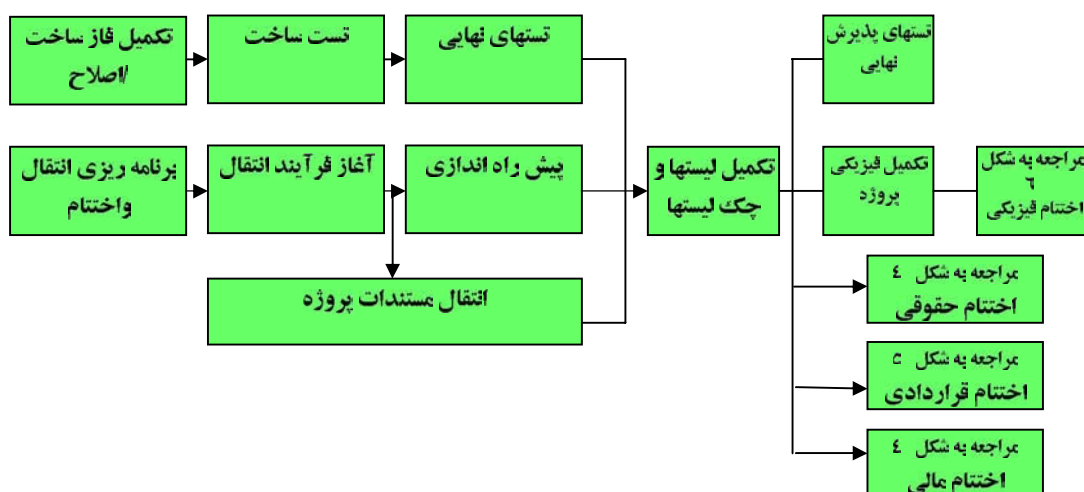 تکمیل فاز ساخت
/اصلاح
تست ساخت
تستهای نهایی
تستهای پذیرش
نهایی
برنامه ریزی انتقال
واختتام
آغاز فرآیند انتقال
پیش راه اندازی
تکمیل لیستها و
چک لیستها
تکمیل فیزیکی
پروژه
مراجعه به شکل
٦
اختتام فیزیکی
انتقال مستندات پروژه
مراجعه به شکل ٤
اختتام حقوقی
مراجعه به شکل ٥
اختتام قراردادی
مراجعه به شکل ٤
اختتام مالی